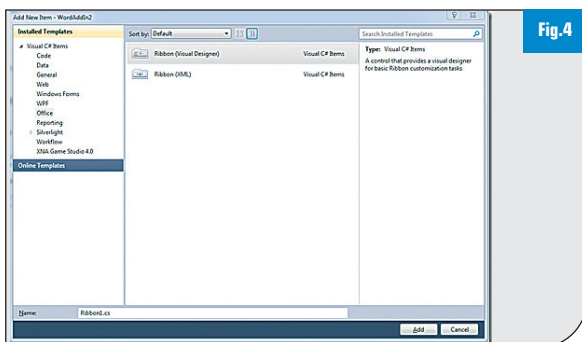 Add New Item - WordAddIn2
Installed Templates
Visual C# Items
Code
Data
General
Web
Windows Forms
WPF
Office
Reporting
Silverlight
Workflow
XNA Game Studio 4.0
Online Templates
Sort by: Default
Ribbon (Visual Designer) Visual C# Items
Ribbon (XML) Visual C# Items
Search Installed Templates
Type: Visual C# Items
A control that provides a visual designer
for basic Ribbon customization tasks
Name: Ribbon1.cs
Add Cancel
Fig.4